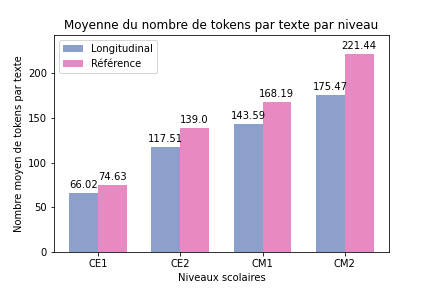 Moyenne du nombre de tokens par texte par niveau
Longitudinal
Référence
Nombre moyen de tokens par texte
200
150
100
50
0
66.02
74.63
117.51
139.0
143.59
168.19
175.47
221.44
CE1
CE2
CM1
CM2
Niveaux scolaires